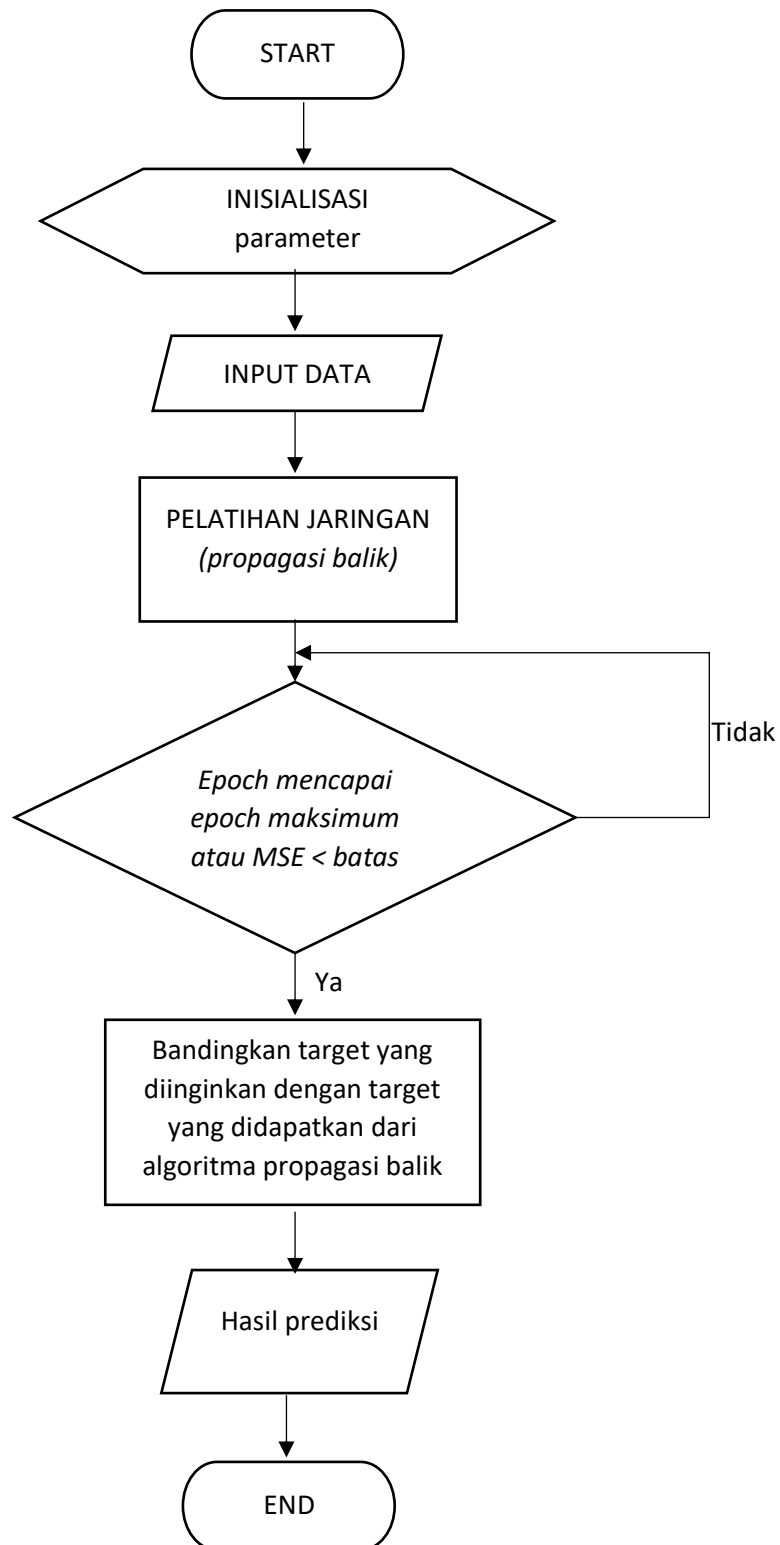 START
INISIALISASI
parameter
INPUT DATA
PELATIHAN JARINGAN
(propagasi balik)
Tidak
Epoch mencapai
epoch maksimum
atau MSE < batas
Ya
Bandingkan target yang
diinginkan dengan target
yang didapatkan dari
algoritma propagasi balik
Hasil prediksi
END